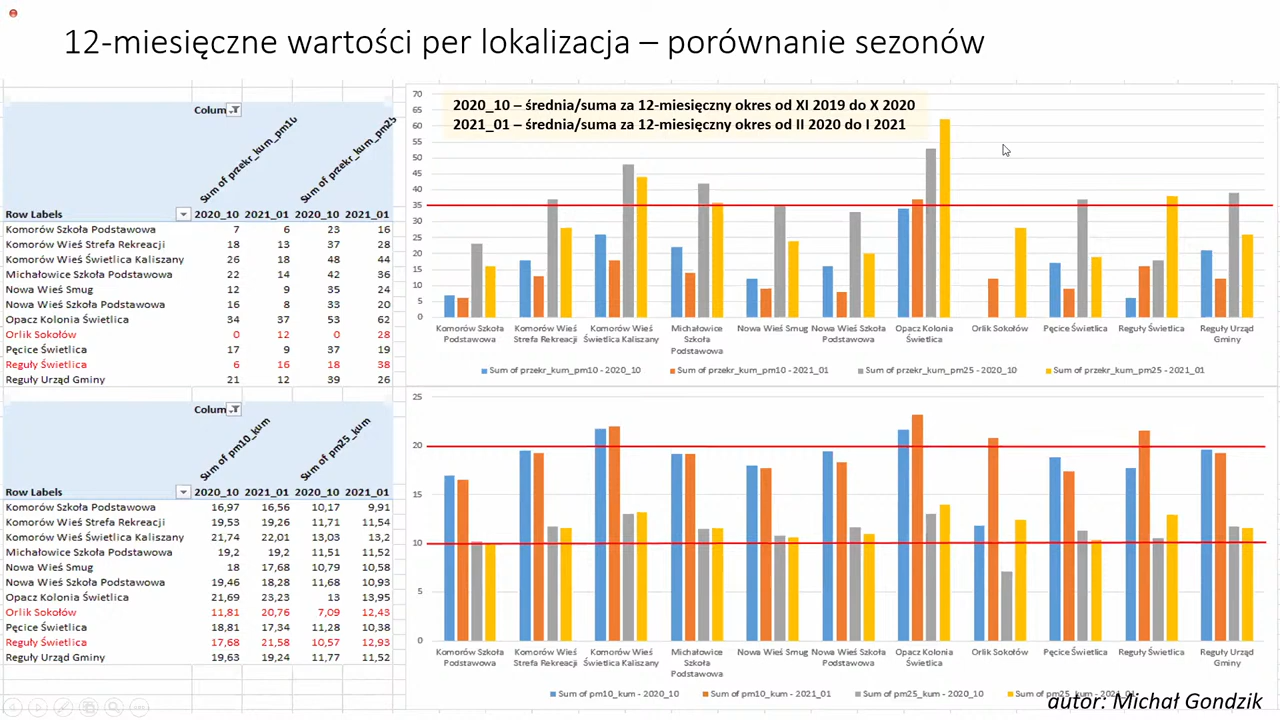 12-miesięczne wartości per lokalizacja – porównanie sezonów
Colum
Sum of przekr_kum_pm10
Sum of przekr_kum_pm25
Row Labels 2020_10 2021_01 2020_10 2021_01
Komorów Szkoła Podstawowa 7 6 23 16
Komorów Wieś Strefa Rekreacji 18 13 37 28
Komorów Wieś Świetlica Kaliszany 26 18 48 44
Michałowice Szkoła Podstawowa 22 14 42 36
Nowa Wieś Smug 12 9 35 24
Nowa Wieś Szkoła Podstawowa 16 8 33 20
Opacz Kolonia Świetlica 34 37 53 62
Orlik Sokołów 0 12 0 28
Pęcice Świetlica 17 9 37 19
Reguły Świetlica 6 16 18 38
Reguły Urząd Gminy 21 12 39 26
2020_10 – średnia/suma za 12-miesięczny okres od XI 2019 do X 2020
2021_01 – średnia/suma za 12-miesięczny okres od II 2020 do I 2021
70
65
60
55
50
45
40
35
30
25
20
15
10
5
0
Komorów Szkoła Podstawowa
Komorów Wieś Strefa Rekreacji
Komorów Wieś Świetlica Kaliszany
Michałowice Szkoła Podstawowa
Nowa Wieś Smug
Nowa Wieś Szkoła Podstawowa
Opacz Kolonia Świetlica
Orlik Sokołów
Pęcice Świetlica
Reguły Świetlica
Reguły Urząd Gminy
Sum of przekr_kum_pm10 - 2020_10 Sum of przekr_kum_pm10 - 2021_01 Sum of przekr_kum_pm25 - 2020_10 Sum of przekr_kum_pm25 - 2021_01
Colum
Sum of pm10_kum
Sum of pm25_kum
Row Labels 2020_10 2021_01 2020_10 2021_01
Komorów Szkoła Podstawowa 16,97 16,56 10,17 9,91
Komorów Wieś Strefa Rekreacji 19,53 19,26 11,71 11,54
Komorów Wieś Świetlica Kaliszany 21,74 22,01 13,03 13,2
Michałowice Szkoła Podstawowa 19,2 19,2 11,51 11,52
Nowa Wieś Smug 18 17,68 10,79 10,58
Nowa Wieś Szkoła Podstawowa 19,46 18,28 11,68 10,93
Opacz Kolonia Świetlica 21,69 23,23 13 13,95
Orlik Sokołów 11,81 20,76 7,09 12,43
Pęcice Świetlica 18,81 17,34 11,28 10,38
Reguły Świetlica 17,68 21,58 10,57 12,93
Reguły Urząd Gminy 19,63 19,24 11,77 11,52
25
20
15
10
5
0
Komorów Szkoła Podstawowa
Komorów Wieś Strefa Rekreacji
Komorów Wieś Świetlica Kaliszany
Michałowice Szkoła Podstawowa
Nowa Wieś Smug
Nowa Wieś Szkoła Podstawowa
Opacz Kolonia Świetlica
Orlik Sokołów
Pęcice Świetlica
Reguły Świetlica
Reguły Urząd Gminy
Sum of pm10_kum - 2020_10 Sum of pm10_kum - 2021_01 Sum of pm25_kum - 2020_10 Sum of pm25_kum - 2021_01
autor: Michał Gondzik